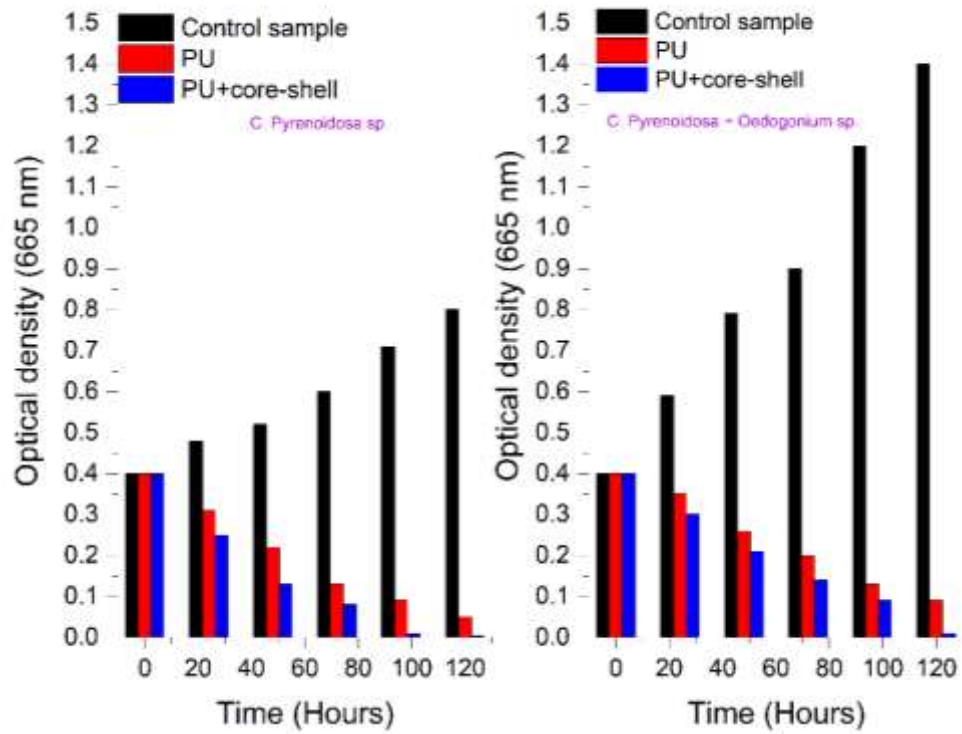 Control sample
PU
PU+core-shell
C. Pyrenoidosa sp
Optical density (665 nm)
1.5
1.4
1.3
1.2
1.1
1.0
0.9
0.8
0.7
0.6
0.5
0.4
0.3
0.2
0.1
0.0
0 20 40 60 80 100 120
Time (Hours)
Control sample
PU
PU+core-shell
C. Pyrenoidosa + Oedogonium sp.
Optical density (665 nm)
1.5
1.4
1.3
1.2
1.1
1.0
0.9
0.8
0.7
0.6
0.5
0.4
0.3
0.2
0.1
0.0
0 20 40 60 80 100 120
Time (Hours)